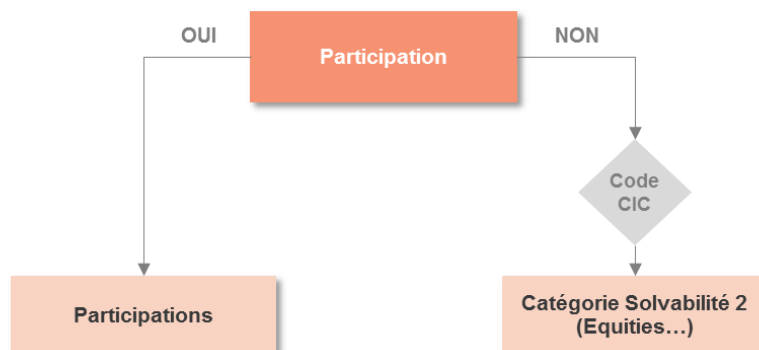 OUI
Participation
NON
Code
CIC
Participations
Catégorie Solvabilité 2
(Equities…)